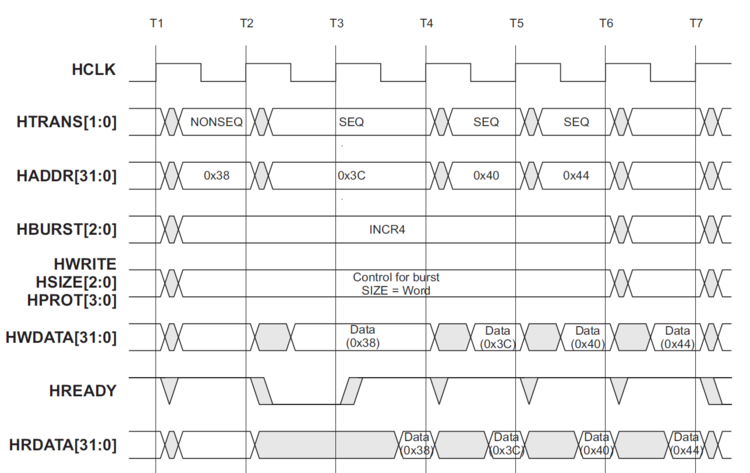 T1 T2 T3 T4 T5 T6 T7
HCLK
HTRANS[1:0] NONSEQ SEQ SEQ SEQ
HADDR[31:0] 0x38 0x3C 0x40 0x44
HBURST[2:0] INCR4
HWRITE
HSIZE[2:0]
HPROT[3:0]
Control for burst
SIZE = Word
HWDATA[31:0]
Data
(0x38)
Data
(0x3C)
Data
(0x40)
Data
(0x44)
HREADY
HRDATA[31:0]
Data
(0x38)
Data
(0x3C)
Data
(0x40)
Data
(0x44)